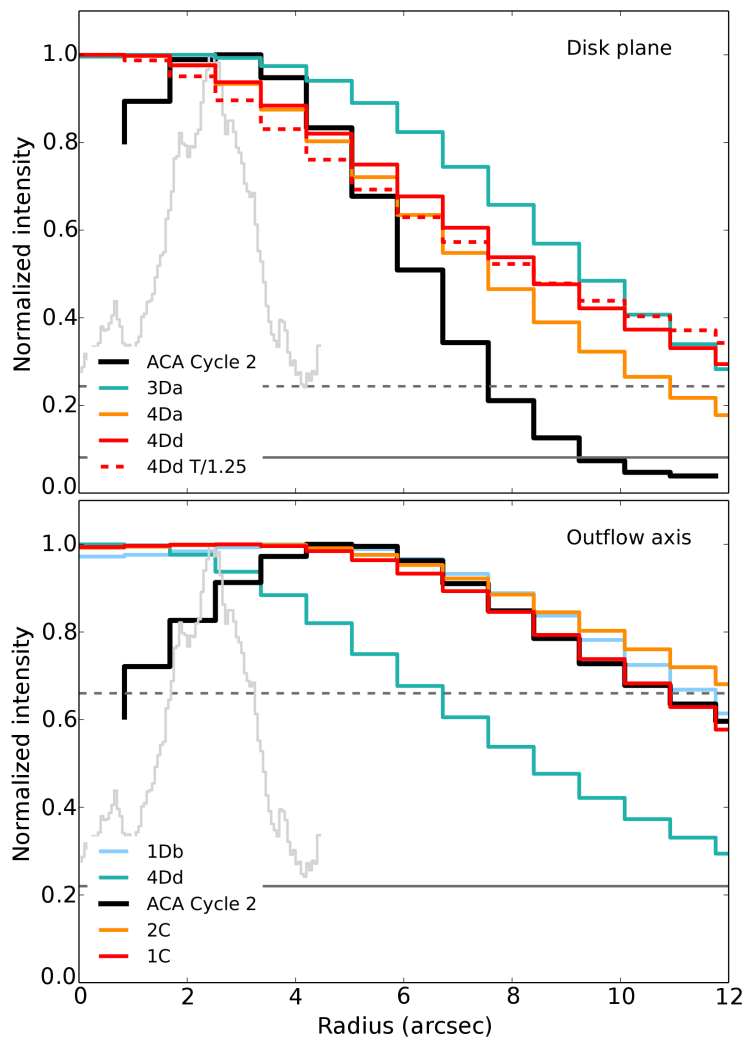 Disk plane
Normalized intensity
1.0
0.8
0.6
0.4
0.2
0.0
ACA Cycle 2
3Da
4Da
4Dd
4Dd T/1.25
Outflow axis
Normalized intensity
1.0
0.8
0.6
0.4
0.2
0.0
1Db
4Dd
ACA Cycle 2
2C
1C
0 2 4 6 8 10 12
Radius (arcsec)